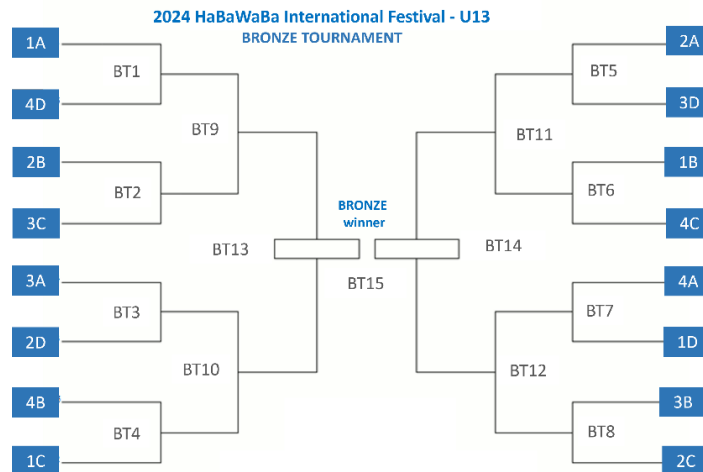 2024 HaBaWaBa International Festival - U13
BRONZE TOURNAMENT
1A
2A
BT1
BT5
4D
3D
BT9
BT11
2B
1B
BT2
BT6
3C
4C
BRONZE
winner
BT13
BT14
BT15
3A
4A
BT3
BT7
2D
1D
BT10
BT12
4B
3B
BT4
BT8
1C
2C